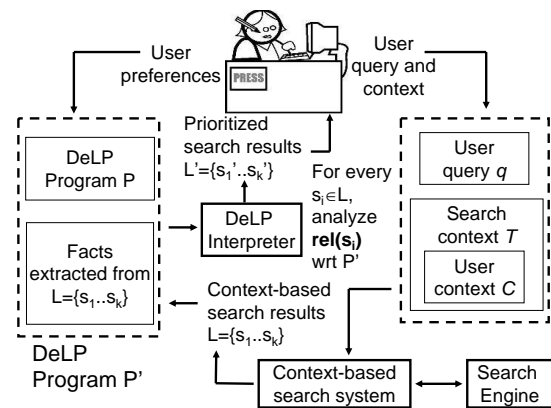 User
preferences
PRESS
User
query and
context
DeLP
Program P
Facts
extracted from
L={s1..sk}
DeLP
Program P'
Prioritized
search results
L'={s1'..sk'}
DeLP
Interpreter
For every
si∈L,
analyze
rel(si)
wrt P'
User
query q
Search
context T
User
context C
Context-based
search results
L={s1..sk}
Context-based
search system
Search
Engine